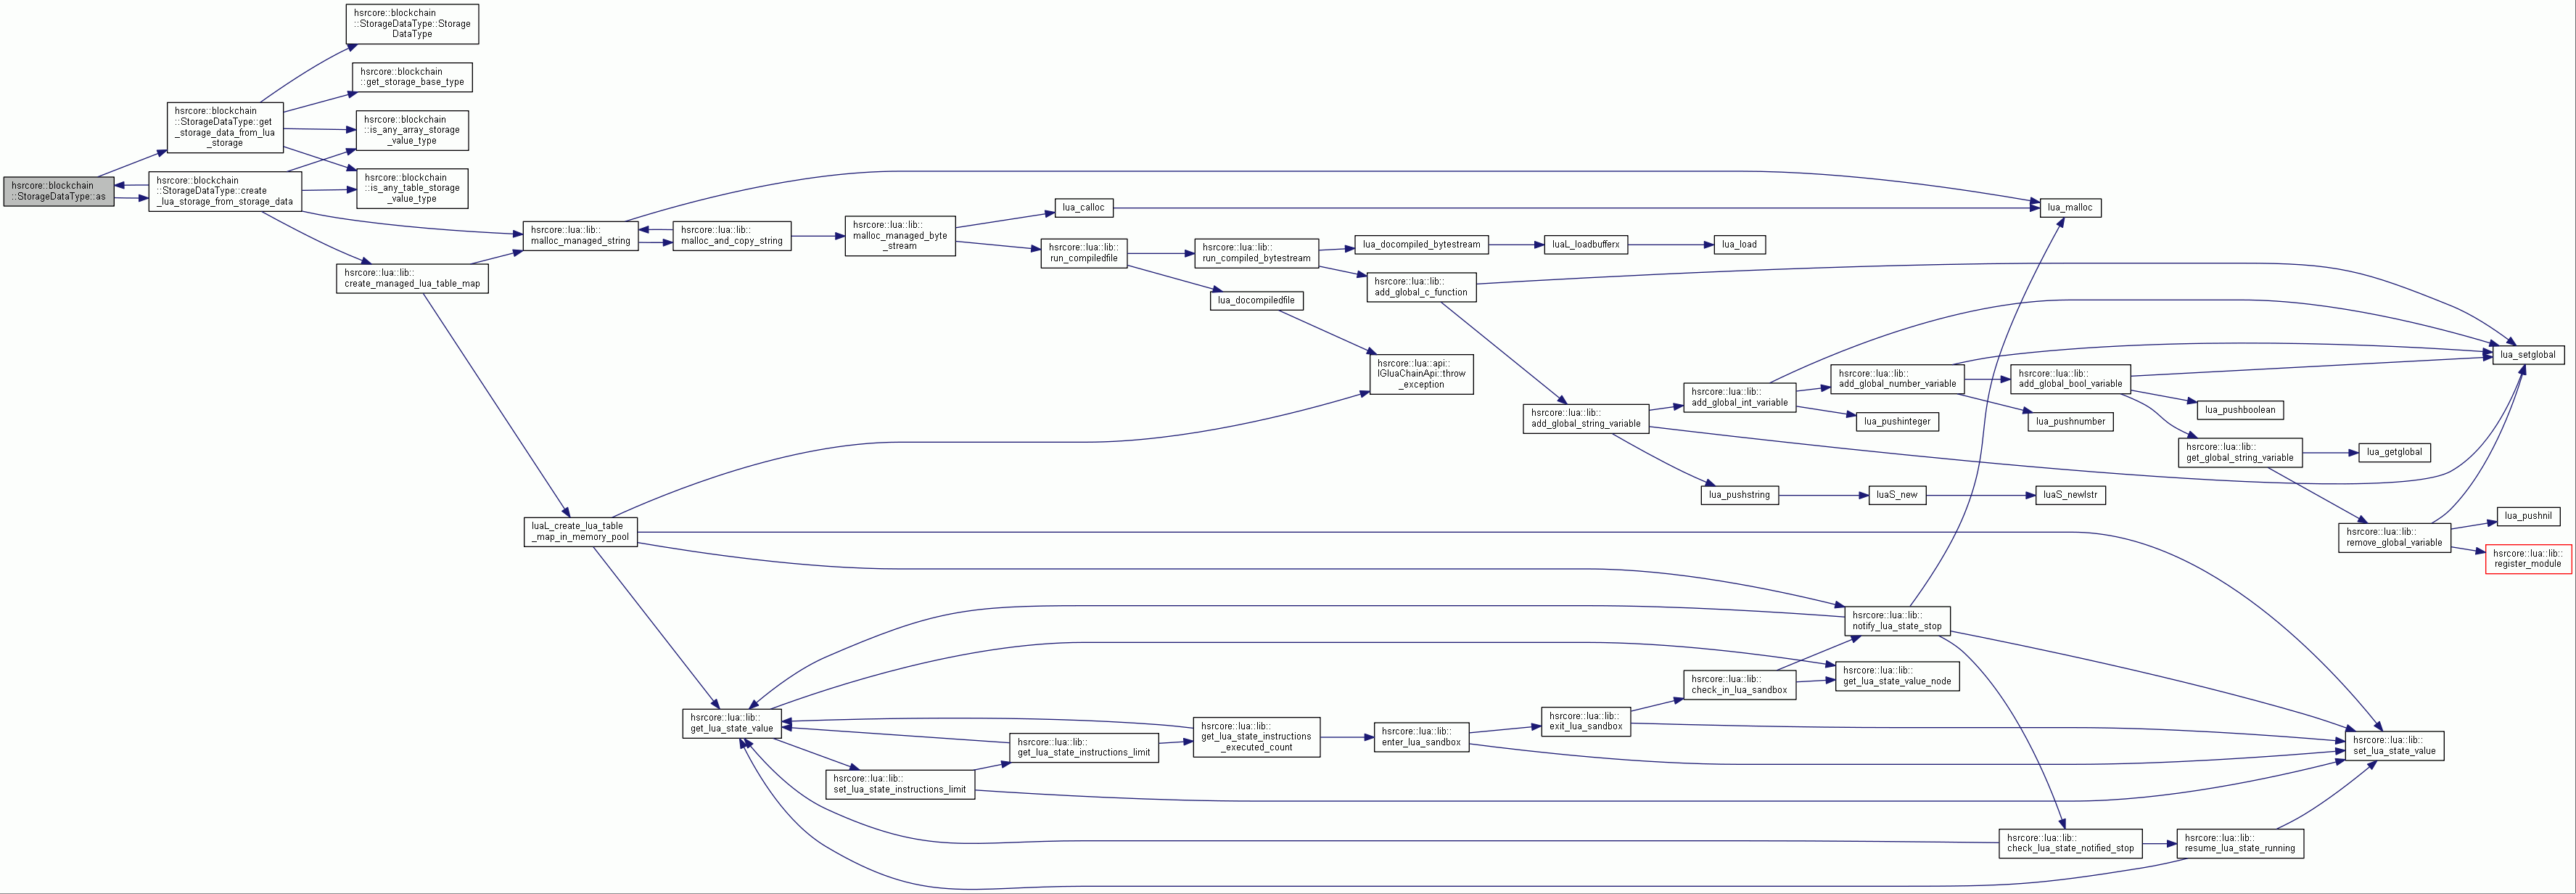 hsrcore::blockchain
::StorageDataType::as
hsrcore::blockchain
::StorageDataType::get
_storage_data_from_lua
_storage
hsrcore::blockchain
::StorageDataType::create
_lua_storage_from_storage_data
hsrcore::blockchain
::StorageDataType::Storage
DataType
hsrcore::blockchain
::get_storage_base_type
hsrcore::blockchain
::is_any_array_storage
_value_type
hsrcore::blockchain
::is_any_table_storage
_value_type
hsrcore::lua::lib::
create_managed_lua_table_map
hsrcore::lua::lib::
malloc_managed_string
hsrcore::lua::lib::
malloc_and_copy_string
hsrcore::lua::lib::
malloc_managed_byte
_stream
lua_calloc
hsrcore::lua::lib::
run_compiledfile
hsrcore::lua::lib::
run_compiled_bytestream
lua_docompiledfile
lua_docompiled_bytestream
luaL_loadbufferx
lua_load
hsrcore::lua::lib::
add_global_c_function
hsrcore::lua::api::
IGluaChainApi::throw
_exception
lua_malloc
hsrcore::lua::lib::
add_global_string_variable
hsrcore::lua::lib::
add_global_int_variable
hsrcore::lua::lib::
add_global_number_variable
hsrcore::lua::lib::
add_global_bool_variable
lua_setglobal
lua_pushinteger
lua_pushnumber
lua_pushboolean
hsrcore::lua::lib::
get_global_string_variable
lua_getglobal
lua_pushstring
luaS_new
luaS_newlstr
hsrcore::lua::lib::
remove_global_variable
lua_pushnil
hsrcore::lua::lib::
register_module
luaL_create_lua_table
_map_in_memory_pool
hsrcore::lua::lib::
notify_lua_state_stop
hsrcore::lua::lib::
get_lua_state_value_node
hsrcore::lua::lib::
check_in_lua_sandbox
hsrcore::lua::lib::
get_lua_state_value
hsrcore::lua::lib::
set_lua_state_instructions_limit
hsrcore::lua::lib::
get_lua_state_instructions_limit
hsrcore::lua::lib::
get_lua_state_instructions
_executed_count
hsrcore::lua::lib::
enter_lua_sandbox
hsrcore::lua::lib::
exit_lua_sandbox
hsrcore::lua::lib::
set_lua_state_value
hsrcore::lua::lib::
check_lua_state_notified_stop
hsrcore::lua::lib::
resume_lua_state_running